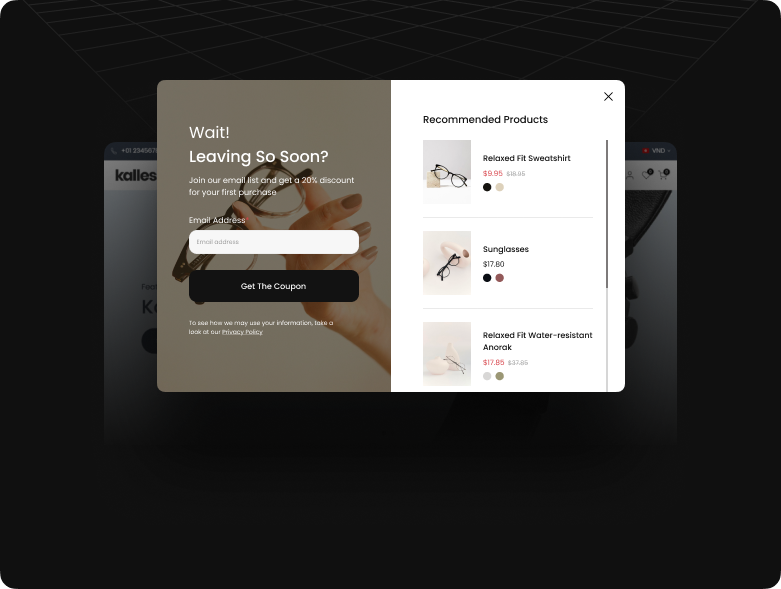 +01 2345678
VND
kalles
Wait!
Leaving So Soon?
Join our email list and get a 20% discount
for your first purchase
Email Address
Email address
Get The Coupon
To see how we may use your information, take a
look at our Privacy Policy
Recommended Products
Relaxed Fit Sweatshirt
$9.95 $18.95
Sunglasses
$17.80
Relaxed Fit Water-resistant
Anorak
$17.85 $37.85